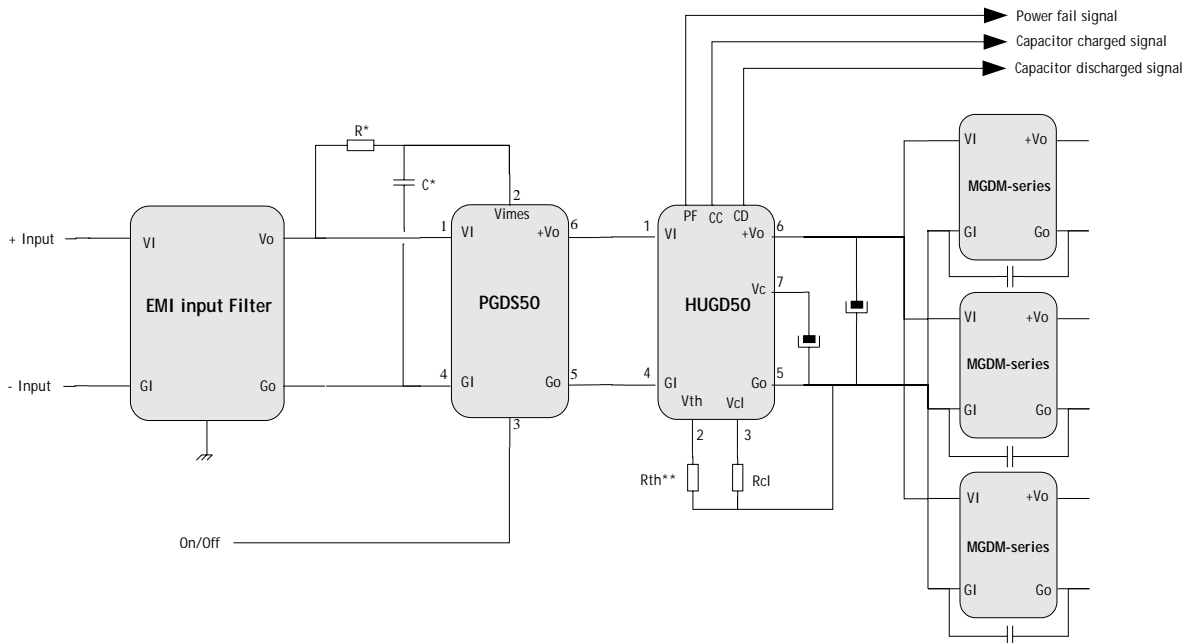 Power fail signal
Capacitor charged signal
Capacitor discharged signal
R*
C*
2
Vimes
+ Input
VI
Vo
EMI input Filter
- Input
GI
Go
1
VI
+Vo
6
PGDS50
4
GI
Go
5
3
On/Off
1
PF
CC
CD
VI
+Vo
6
7
Vc
HUGD50
4
GI
Go
5
Vth
Vcl
2
3
Rth**
Rcl
VI
+Vo
MGDM-series
GI
Go
VI
+Vo
MGDM-series
GI
Go
VI
+Vo
MGDM-series
GI
Go